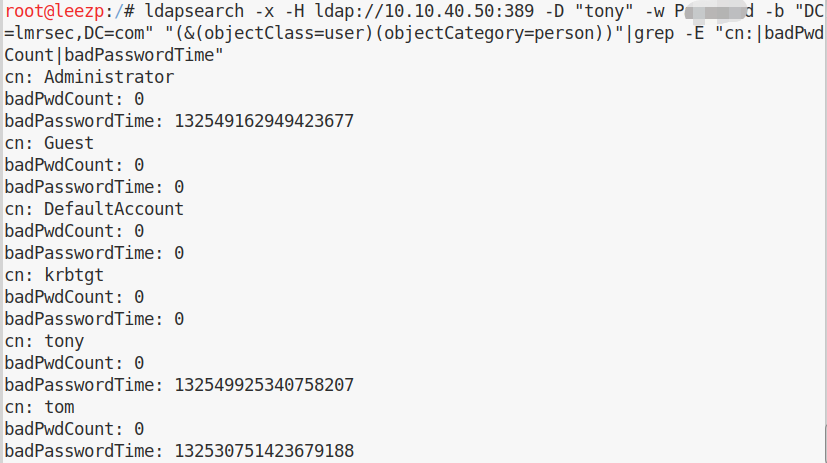 root@leezp:/# ldapsearch -x -H ldap://10.10.40.50:389 -D "tony" -w -b "DC
=lmrsec,DC=com" "(&(objectClass=user)(objectCategory=person))"|grep -E "cn:|badPwd
Count|badPasswordTime"
cn: Administrator
badPwdCount: 0
badPasswordTime: 132549162949423677
cn: Guest
badPwdCount: 0
badPasswordTime: 0
cn: DefaultAccount
badPwdCount: 0
badPasswordTime: 0
cn: krbtgt
badPwdCount: 0
badPasswordTime: 0
cn: tony
badPwdCount: 0
badPasswordTime: 132549925340758207
cn: tom
badPwdCount: 0
badPasswordTime: 132530751423679188